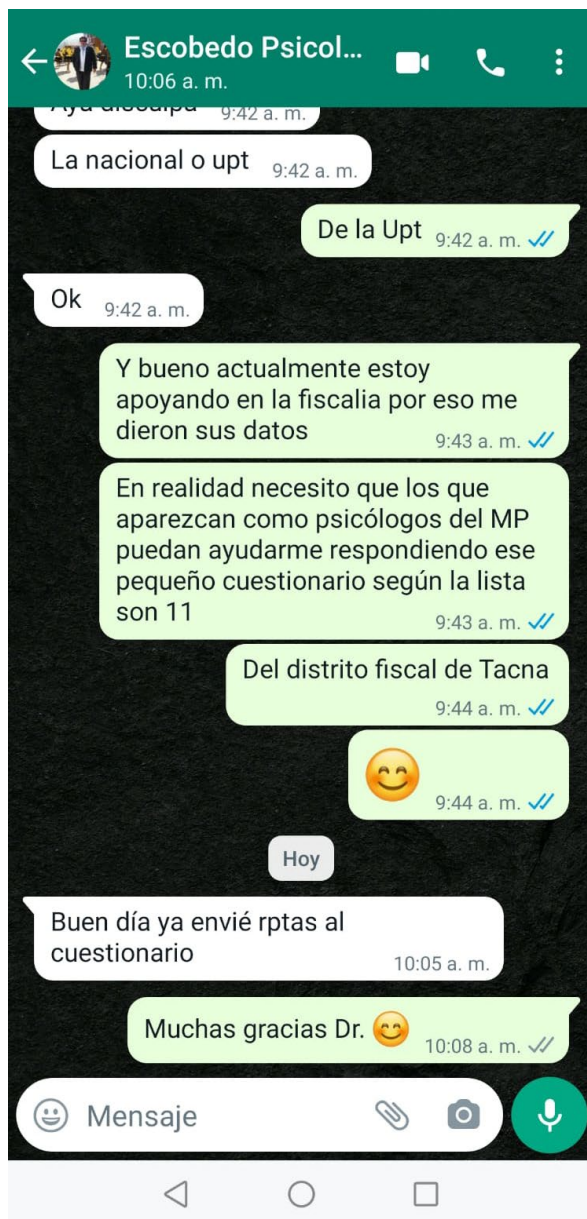 Escobedo Psicol...
10:06 a. m.
9:42 a. m.
La nacional o upt 9:42 a. m.
De la Upt 9:42 a. m.
Ok 9:42 a. m.
Y bueno actualmente estoy
apoyando en la fiscalia por eso me
dieron sus datos 9:43 a. m.
En realidad necesito que los que
aparezcan como psicólogos del MP
puedan ayudarme respondiendo ese
pequeño cuestionario según la lista
son 11 9:43 a. m.
Del distrito fiscal de Tacna
9:44 a. m.
9:44 a. m.
Hoy
Buen día ya envié rptas al
cuestionario 10:05 a. m.
Muchas gracias Dr. 😊 10:08 a. m.
Mensaje